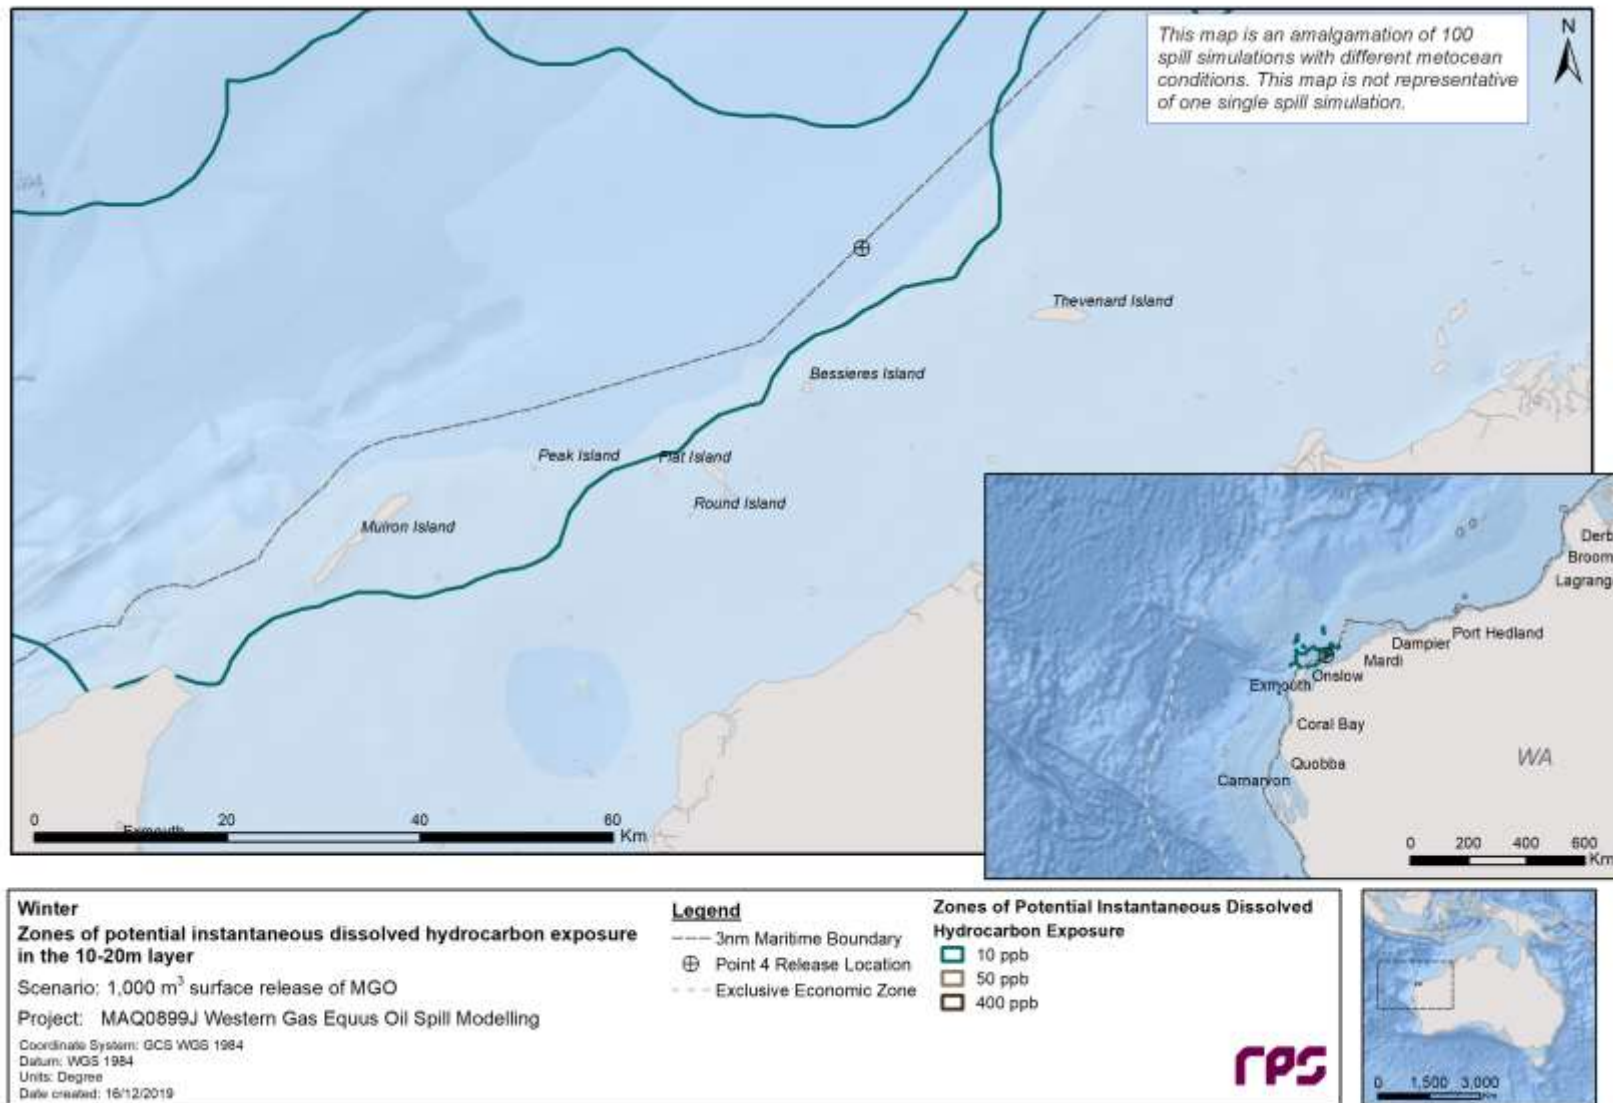 This map is an amalgamation of 100
spill simulations with different metocean
conditions. This map is not representative
of one single spill simulation.
N
Thevenard Island
Bessieres Island
Peak Island
Flat Island
Round Island
Muiron Island
0 20 40 60 Km
Exmouth
Derb
Broom
Lagrang
Port Hedland
Dampier
Mardi
Onslow
Exmouth
Coral Bay
Quobba
Carnarvon
WA
0 200 400 600 Km
Winter
Zones of potential instantaneous dissolved hydrocarbon exposure
in the 10-20m layer
Scenario: 1,000 m³ surface release of MGO
Project: MAQ0899J Western Gas Equus Oil Spill Modelling
Coordinate System: GCS WGS 1984
Datum: WGS 1984
Units: Degree
Date created: 16/12/2019
Legend
3nm Maritime Boundary
Point 4 Release Location
Exclusive Economic Zone
Zones of Potential Instantaneous Dissolved
Hydrocarbon Exposure
10 ppb
50 ppb
400 ppb
rps
0 1,500 3,000
Km